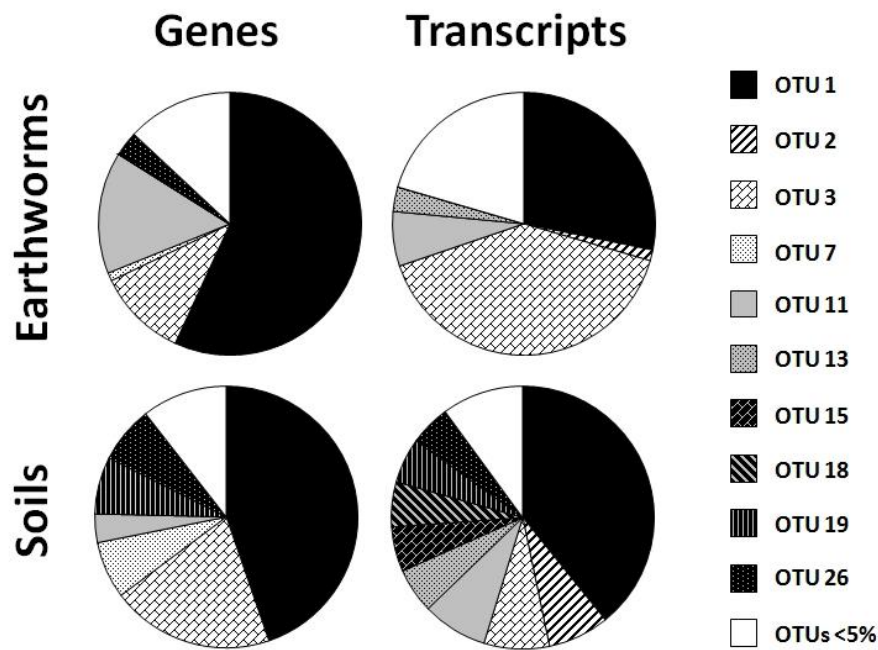 Genes
Transcripts
Earthworms
Soils
OTU 1
OTU 2
OTU 3
OTU 7
OTU 11
OTU 13
OTU 15
OTU 18
OTU 19
OTU 26
OTUs <5%